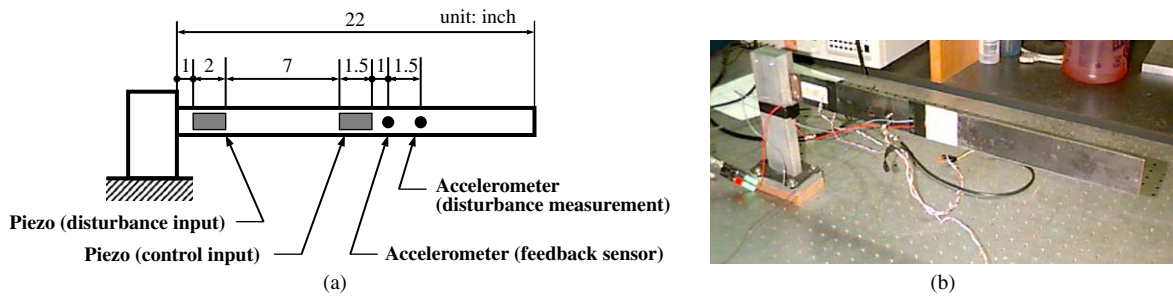 unit: inch
22
1 2 7 1.5 1 1.5
Accelerometer
(disturbance measurement)
Piezo (disturbance input)
Piezo (control input)
Accelerometer (feedback sensor)
(a)
(b)